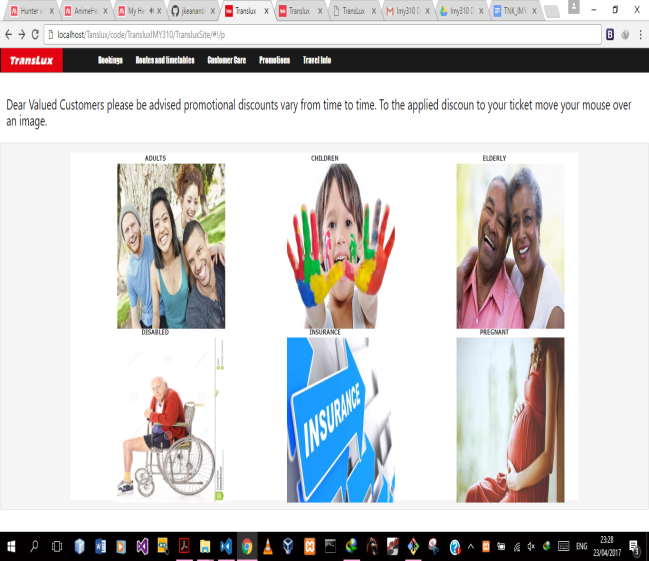 Hunter x
AnimeHe
My He
jkeananb
Translux
Translux
TransLux
Imy310 D
Imy310 D
TNK_IMY
localhost/Tanslux/code/TransluxIMY310/TransluxSite/#!/p
TRANSLUX Bookings Routes and timetables Customer Care Promotions Travel Info
Dear Valued Customers please be advised promotional discounts vary from time to time. To the applied discoun to your ticket move your mouse over
an image.
ADULTS CHILDREN ELDERLY
DISABLED INSURANCE PREGNANT
INSURANCE
ENG
23:28
23/04/2017